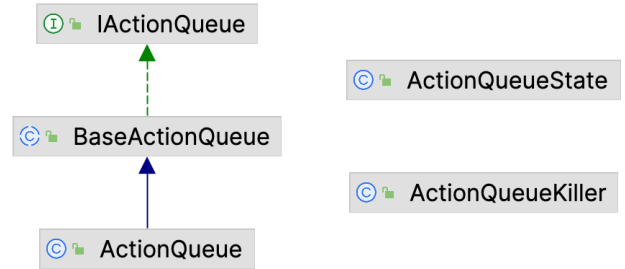 I IActionQueue
C BaseActionQueue
C ActionQueue
C ActionQueueState
C ActionQueueKiller